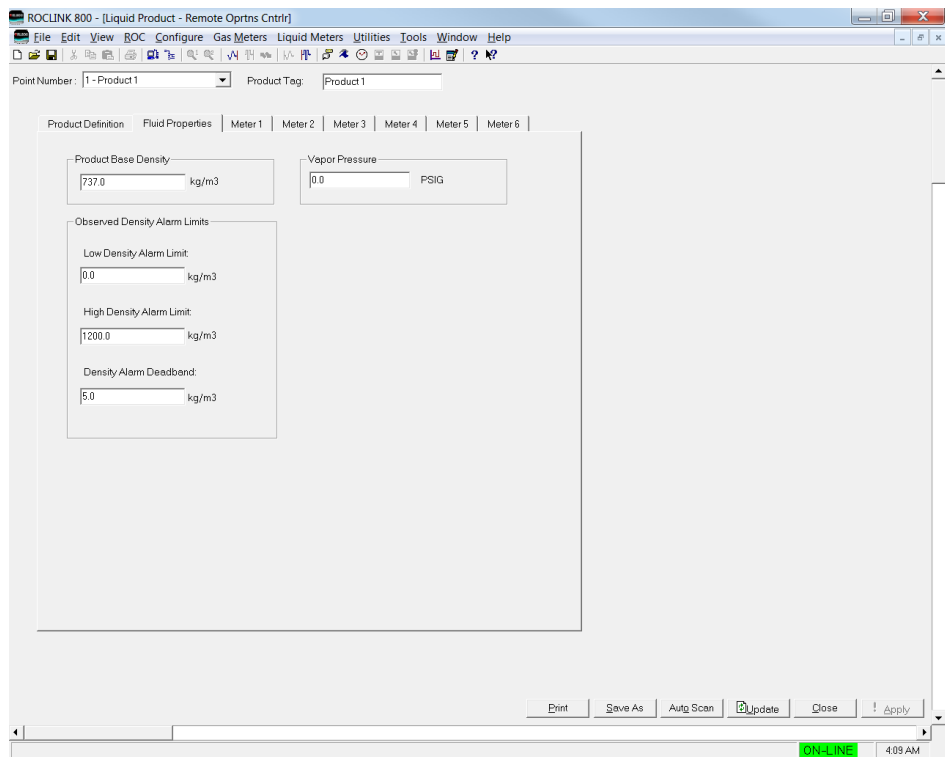 ROCLINK 800 - [Liquid Product - Remote Oprtns Cntrlr]
File Edit View ROC Configure Gas Meters Liquid Meters Utilities Tools Window Help
Point Number : 1 - Product 1 Product Tag: Product 1
Product Definition Fluid Properties Meter 1 Meter 2 Meter 3 Meter 4 Meter 5 Meter 6
Product Base Density Vapor Pressure
737.0 kg/m3 0.0 PSIG
Observed Density Alarm Limits
Low Density Alarm Limit:
0.0 kg/m3
High Density Alarm Limit:
1200.0 kg/m3
Density Alarm Deadband:
5.0 kg/m3
Print Save As Auto Scan Update Close ! Apply
ON-LINE 4:09 AM